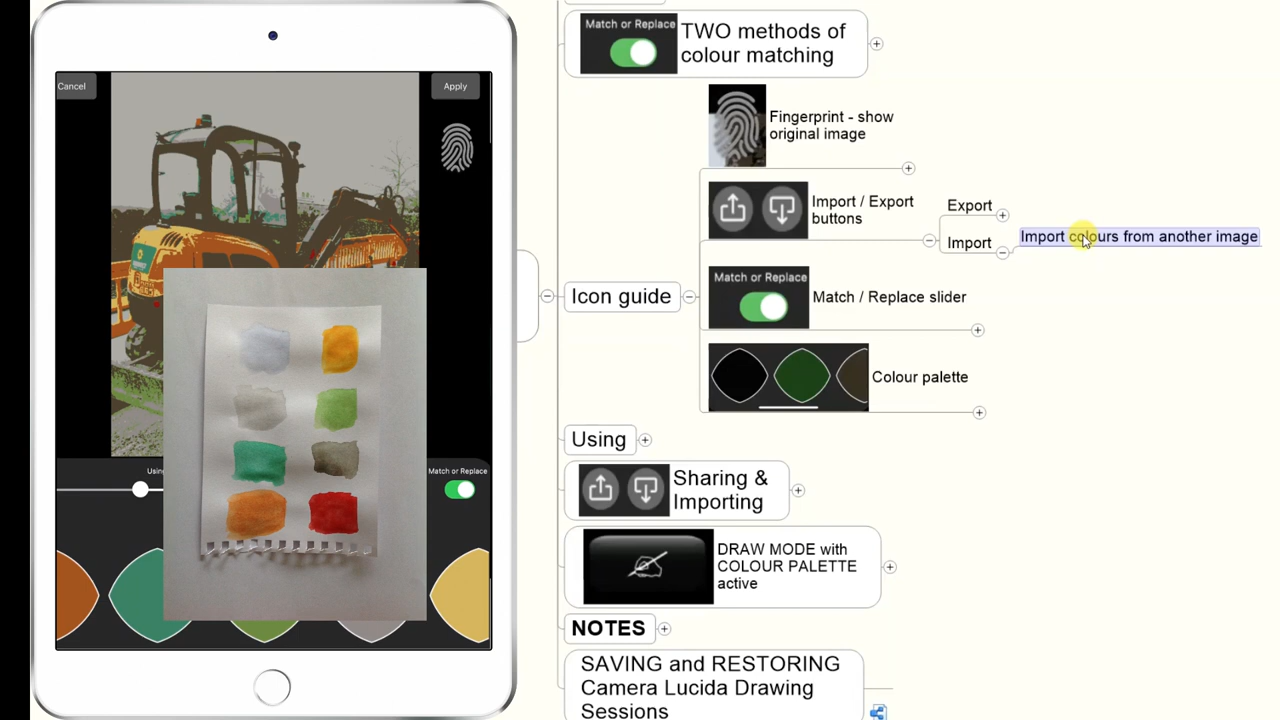 Cancel
Apply
Using
Match or Replace
Match or Replace
TWO methods of
colour matching
Fingerprint - show
original image
Import / Export
buttons
Export
Import
Import colours from another image
Icon guide
Match or Replace
Match / Replace slider
Colour palette
Using
Sharing &
Importing
DRAW MODE with
COLOUR PALETTE
active
NOTES
SAVING and RESTORING
Camera Lucida Drawing
Sessions